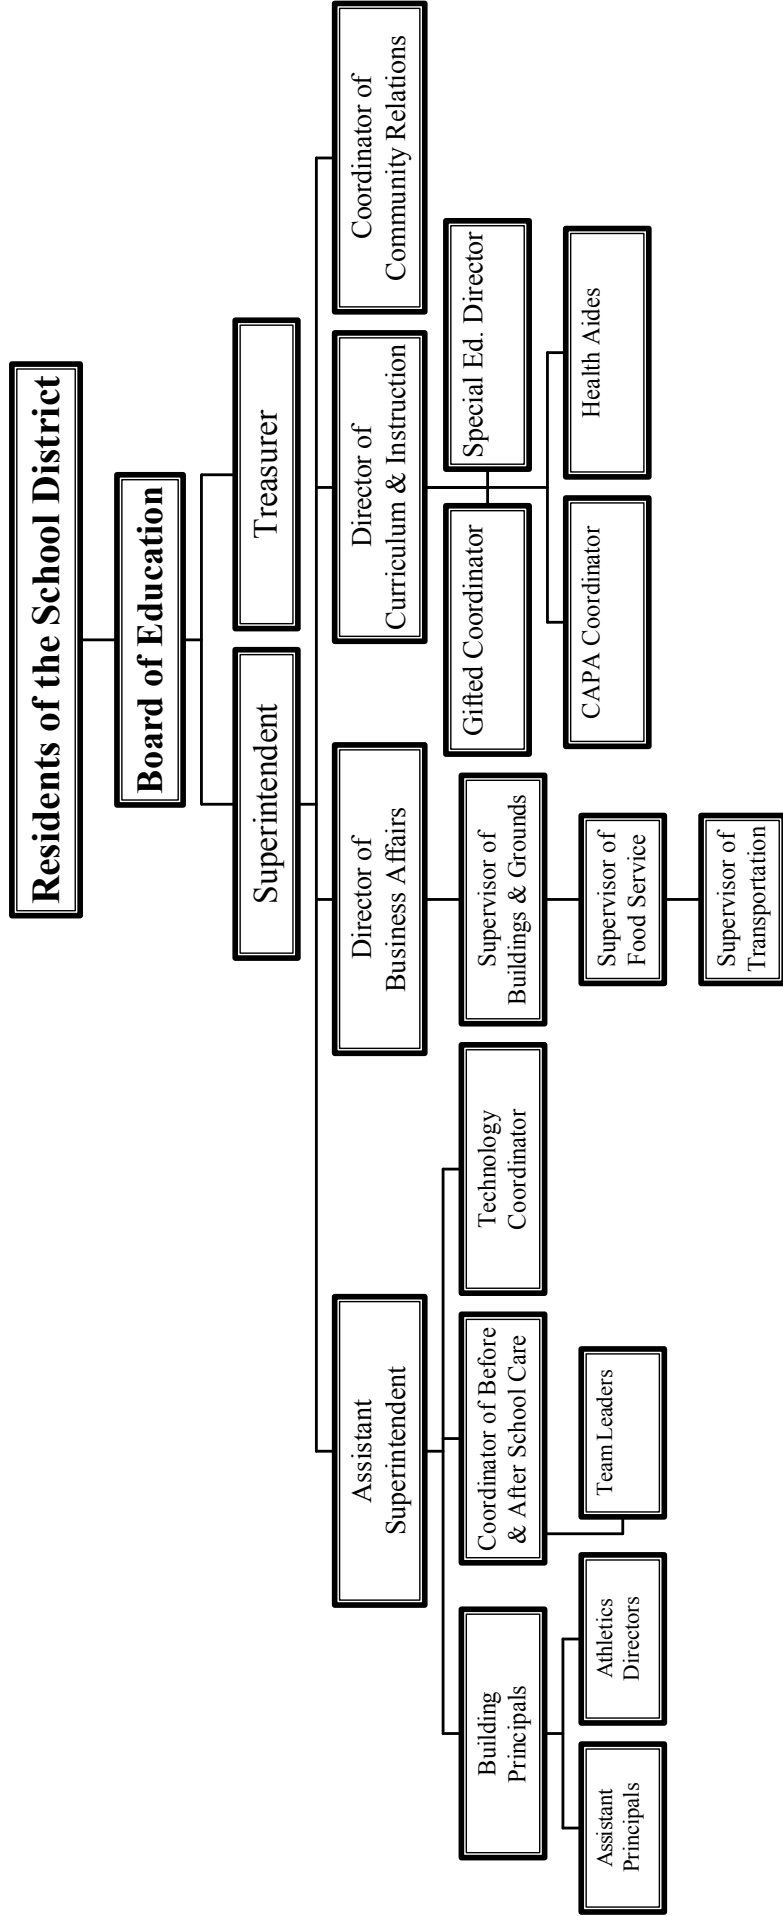 Residents of the School District
Board of Education
Superintendent
Treasurer
Assistant
Superintendent
Director of
Business Affairs
Director of
Curriculum & Instruction
Coordinator of
Community Relations
Building
Principals
Coordinator of Before
& After School Care
Technology
Coordinator
Supervisor of
Buildings & Grounds
Gifted Coordinator
Special Ed. Director
Assistant
Principals
Athletics
Directors
Team Leaders
Supervisor of
Food Service
CAPA Coordinator
Health Aides
Supervisor of
Transportation